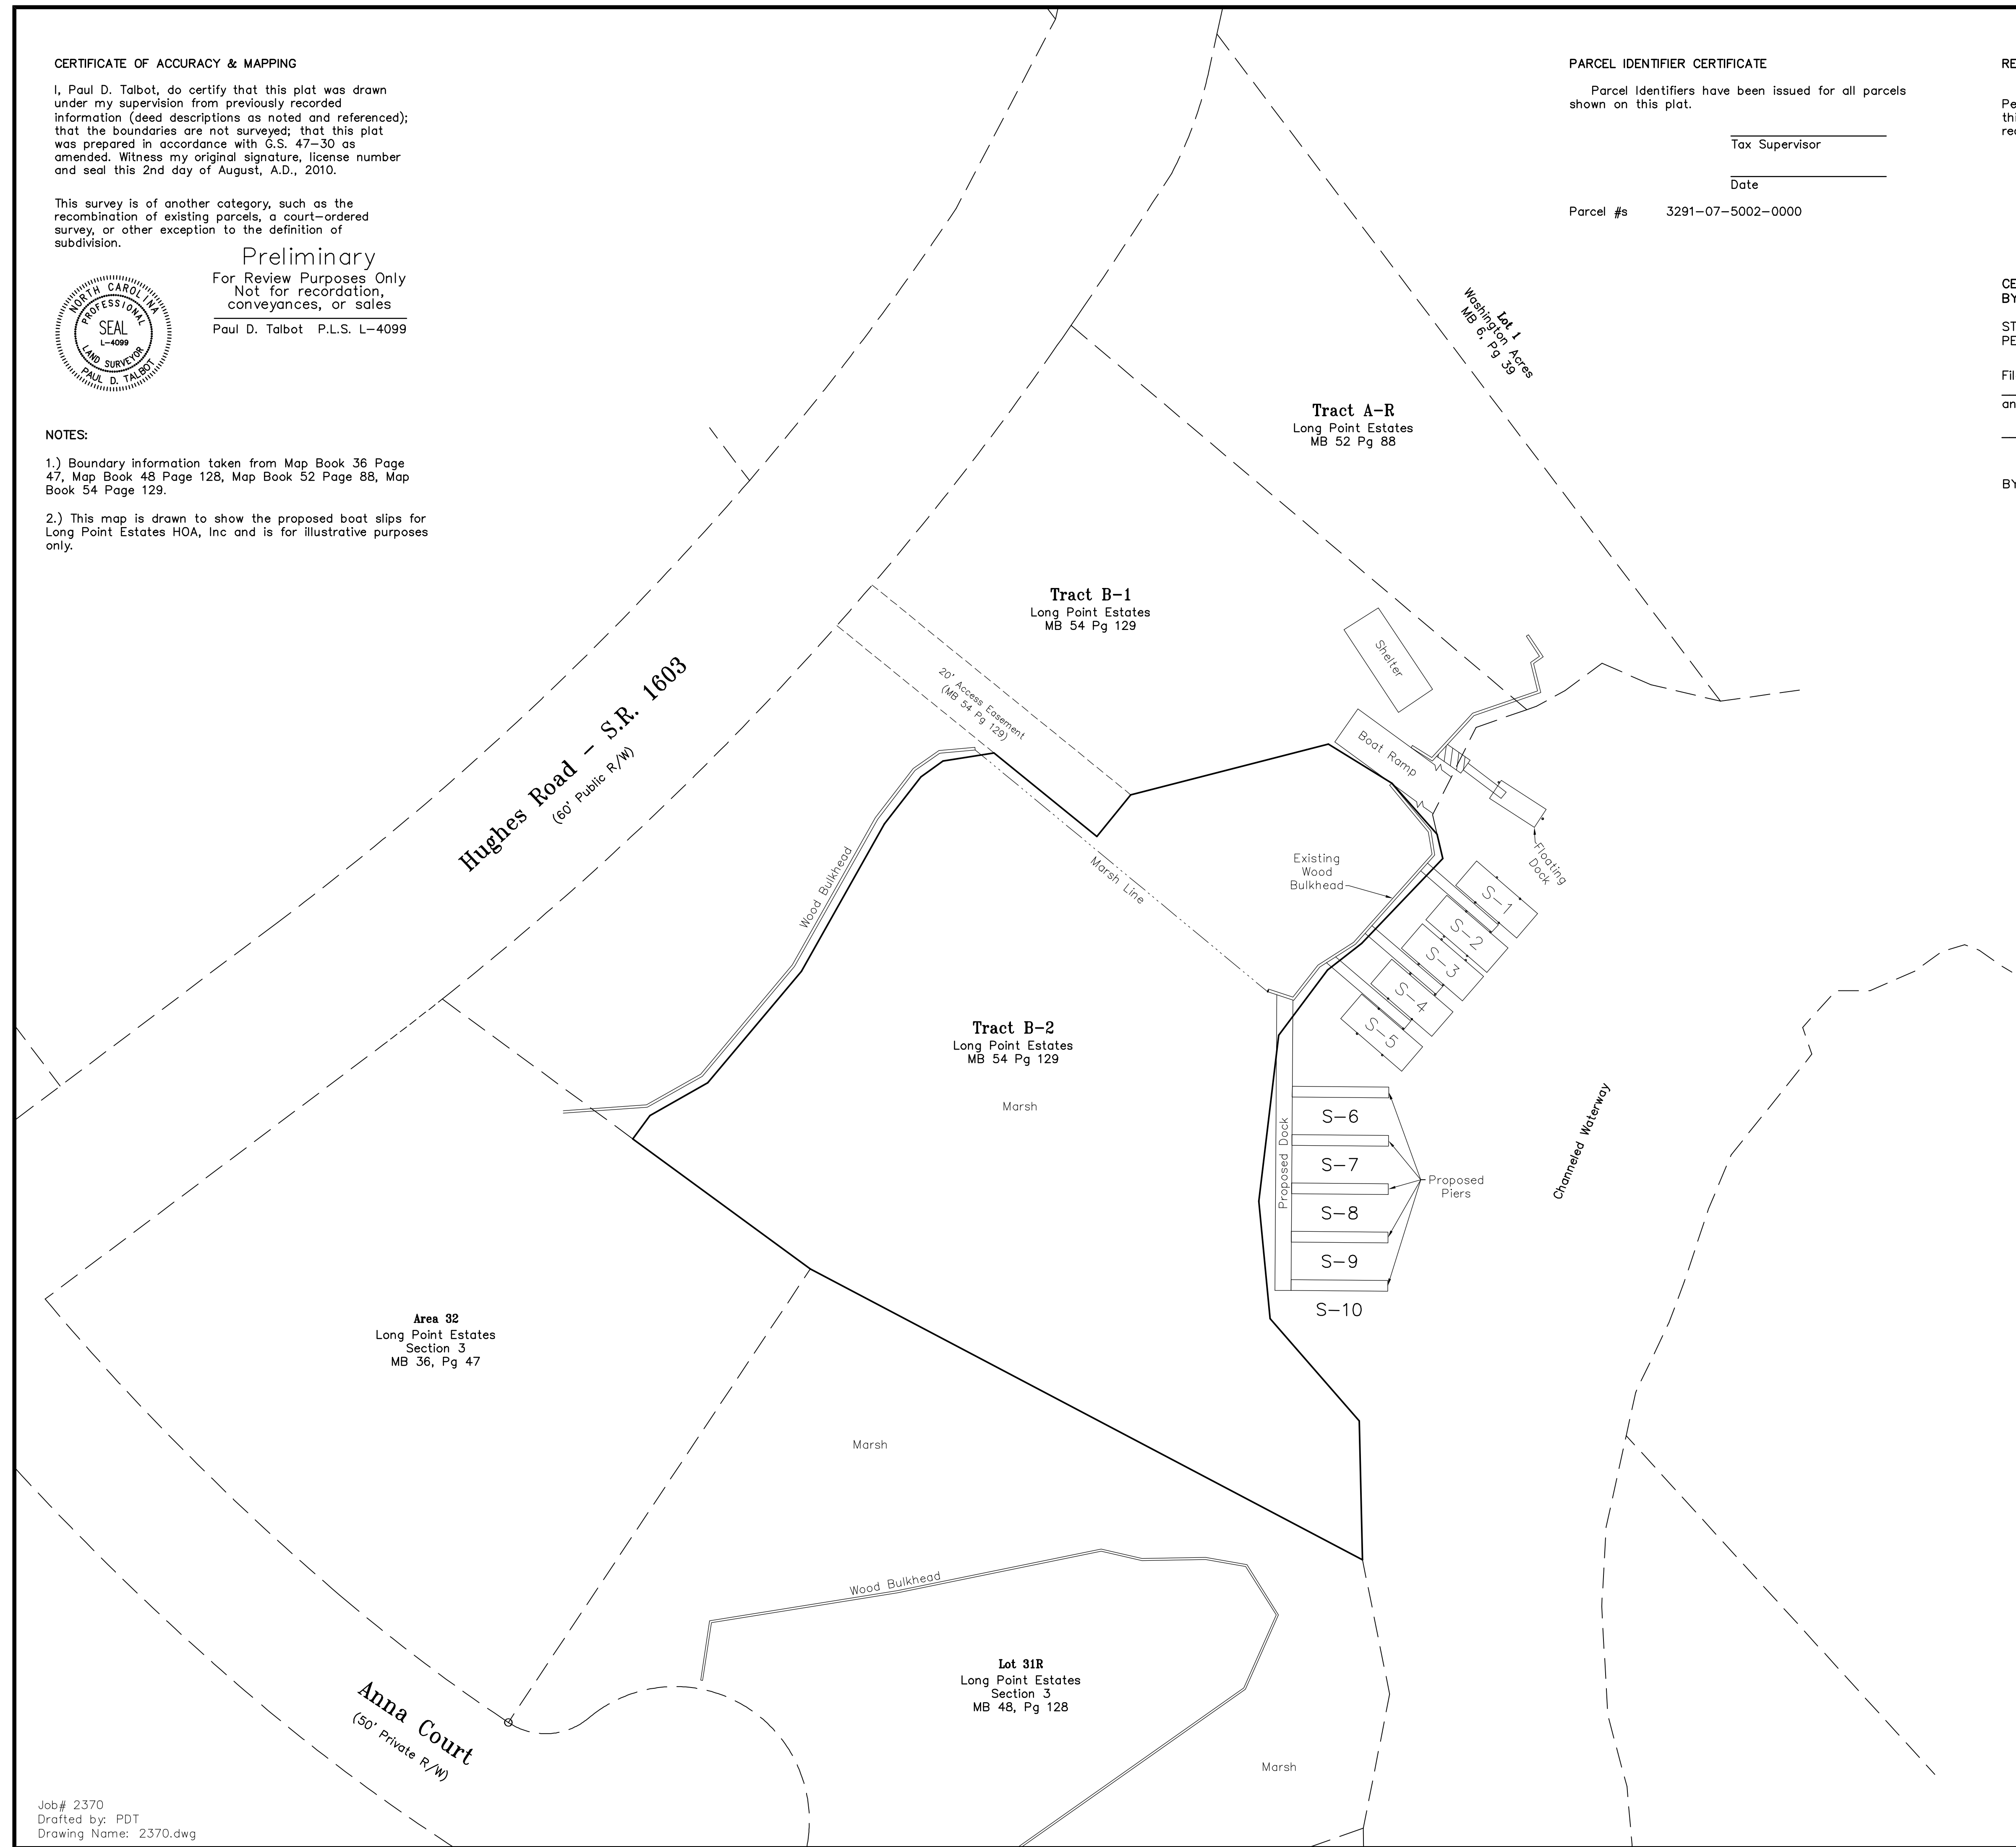 CERTIFICATE OF ACCURACY & MAPPING
I, Paul D. Talbot, do certify that this plat was drawn
under my supervision from previously recorded
information (deed descriptions as noted and referenced);
that the boundaries are not surveyed; that this plat
was prepared in accordance with G.S. 47-30 as
amended. Witness my original signature, license number
and seal this 2nd day of August, A.D., 2010.
This survey is of another category, such as the
recombination of existing parcels, a court-ordered
survey, or other exception to the definition of
subdivision.
Preliminary
For Review Purposes Only
Not for recordation,
conveyances, or sales
Paul D. Talbot P.L.S. L-4099
NORTH CAROLINA
PROFESSIONAL
SEAL
L-4099
LAND SURVEYOR
PAUL D. TALBOT
NOTES:
1.) Boundary information taken from Map Book 36 Page
47, Map Book 48 Page 128, Map Book 52 Page 88, Map
Book 54 Page 129.
2.) This map is drawn to show the proposed boat slips for
Long Point Estates HOA, Inc and is for illustrative purposes
only.
PARCEL IDENTIFIER CERTIFICATE
Parcel Identifiers have been issued for all parcels
shown on this plat.
Tax Supervisor
Date
Parcel #s 3291-07-5002-0000
RE
Pe
thi
re
CE
BY
ST
PE
Fil
an
BY
Lot 1
Washington Acres
MB 6, Pg 39
Tract A-R
Long Point Estates
MB 52 Pg 88
Tract B-1
Long Point Estates
MB 54 Pg 129
Shelter
20' Access Easement
(MB 54 Pg 129)
Boat Ramp
Hughes Road - S.R. 1603
(60' Public R/W)
Wood Bulkhead
Marsh Line
Existing
Wood
Bulkhead
Floating
Dock
S-1
S-2
S-3
S-4
S-5
Tract B-2
Long Point Estates
MB 54 Pg 129
Marsh
Proposed Dock
S-6
S-7
S-8
S-9
S-10
Proposed
Piers
Channeled Waterway
Area 32
Long Point Estates
Section 3
MB 36, Pg 47
Marsh
Wood Bulkhead
Lot 31R
Long Point Estates
Section 3
MB 48, Pg 128
Anna Court
(50' Private R/W)
Marsh
Job# 2370
Drafted by: PDT
Drawing Name: 2370.dwg